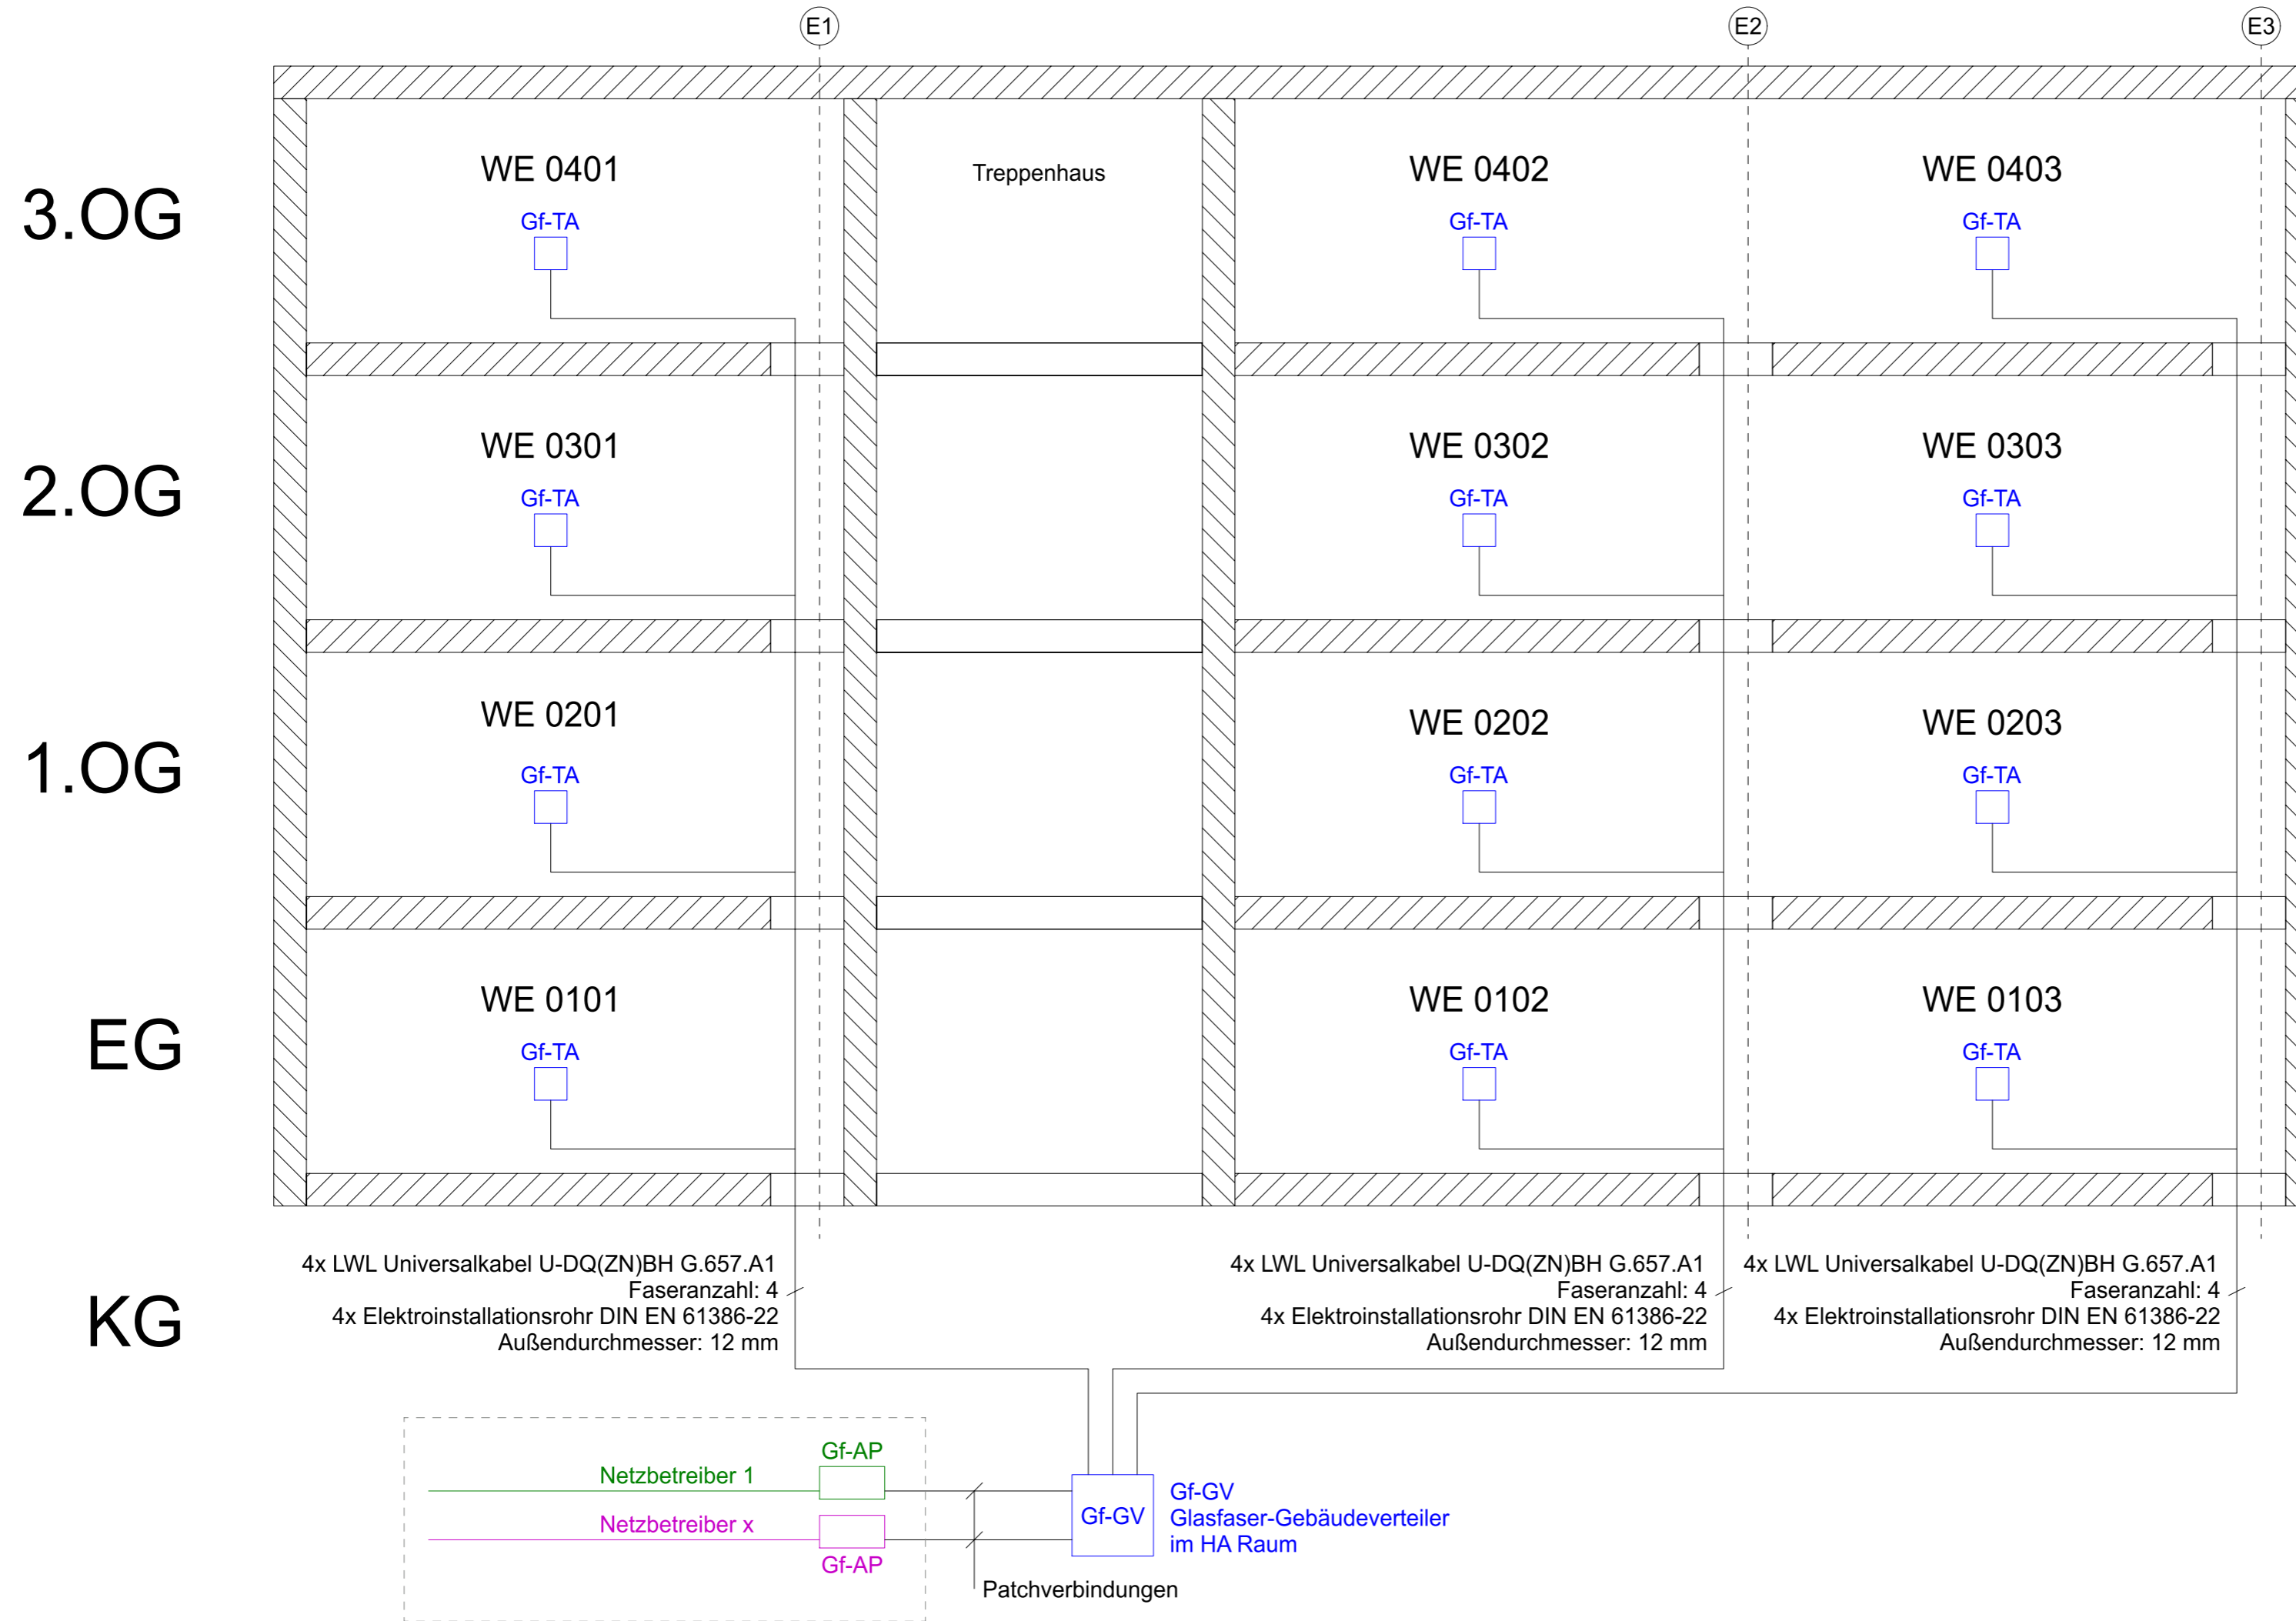 E1
E2
E3
3.OG
WE 0401
Treppenhaus
WE 0402
WE 0403
Gf-TA
Gf-TA
Gf-TA
2.OG
WE 0301
WE 0302
WE 0303
Gf-TA
Gf-TA
Gf-TA
1.OG
WE 0201
WE 0202
WE 0203
Gf-TA
Gf-TA
Gf-TA
EG
WE 0101
WE 0102
WE 0103
Gf-TA
Gf-TA
Gf-TA
KG
4x LWL Universalkabel U-DQ(ZN)BH G.657.A1
Faseranzahl: 4
4x Elektroinstallationsrohr DIN EN 61386-22
Außendurchmesser: 12 mm
4x LWL Universalkabel U-DQ(ZN)BH G.657.A1
Faseranzahl: 4
4x Elektroinstallationsrohr DIN EN 61386-22
Außendurchmesser: 12 mm
4x LWL Universalkabel U-DQ(ZN)BH G.657.A1
Faseranzahl: 4
4x Elektroinstallationsrohr DIN EN 61386-22
Außendurchmesser: 12 mm
Gf-AP
Netzbetreiber 1
Netzbetreiber x
Gf-AP
Gf-GV
Gf-GV
Glasfaser-Gebäudeverteiler
im HA Raum
Patchverbindungen